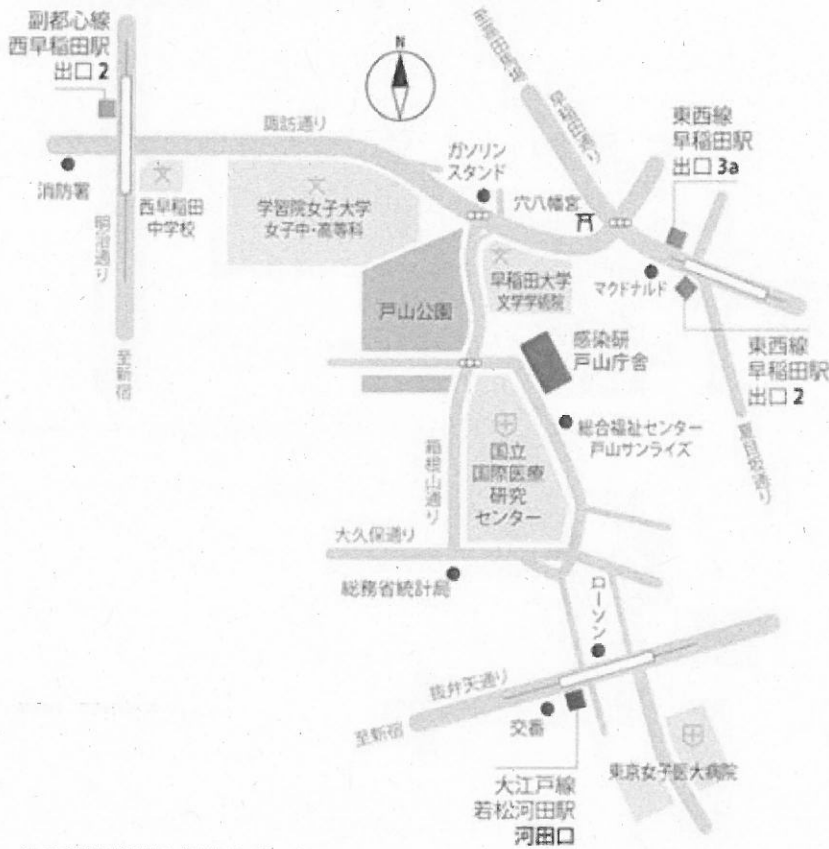 副都心線
西早稲田駅
出口 2
N
早稲田通り
東西線
早稲田駅
出口 3a
諏訪通り
ガソリン
スタンド
穴八幡宮
消防署
西早稲田
中学校
学習院女子大学
女子中・高等科
明治通り
早稲田大学
文学学術院
マクドナルド
戸山公園
感染研
戸山庁舎
東西線
早稲田駅
出口 2
至新宿
総合福祉センター
戸山サンライズ
夏目坂通り
国立
国際医療
研究
センター
箱根山通り
大久保通り
総務省統計局
ローソン
抜弁天通り
至新宿
交番
東京女子医大病院
大江戸線
若松河田駅
河田口